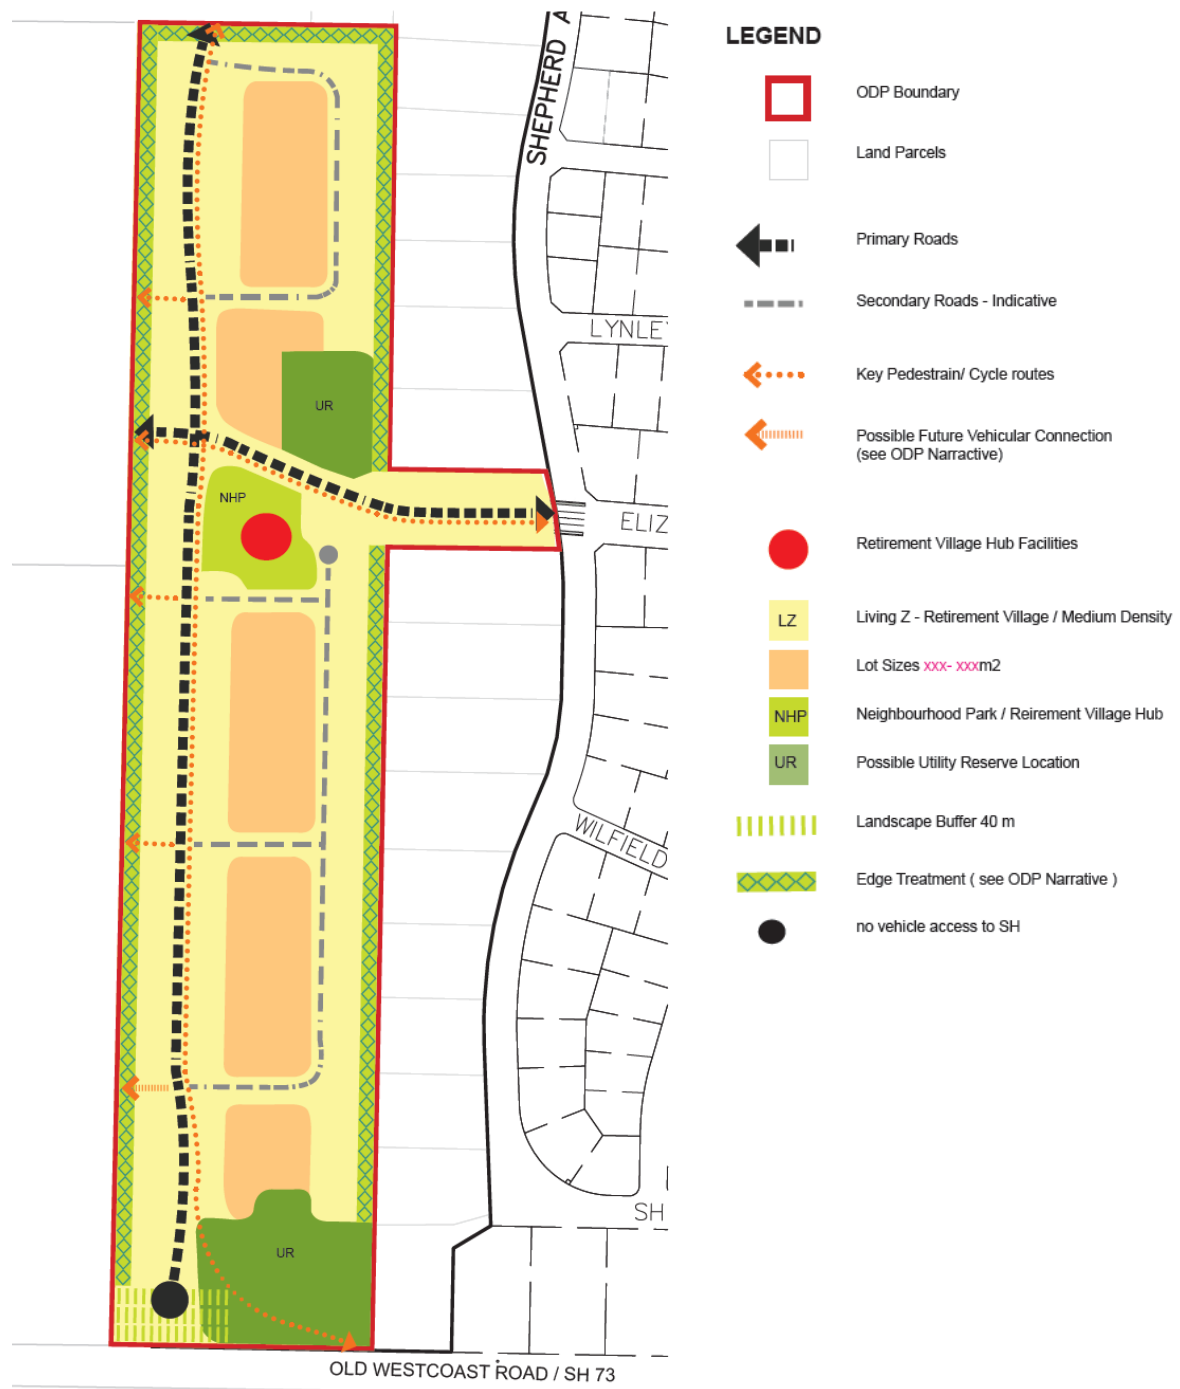 SHEPHERD A
LYNLE
UR
NHP
ELIZ
WILFIELD
SH
UR
OLD WESTCOAST ROAD / SH 73
LEGEND
ODP Boundary
Land Parcels
Primary Roads
Secondary Roads - Indicative
Key Pedestrain/ Cycle routes
Possible Future Vehicular Connection
(see ODP Narractive)
Retirement Village Hub Facilities
LZ Living Z - Retirement Village / Medium Density
Lot Sizes xxx- xxxm2
NHP Neighbourhood Park / Reirement Village Hub
UR Possible Utility Reserve Location
Landscape Buffer 40 m
Edge Treatment ( see ODP Narrative )
no vehicle access to SH